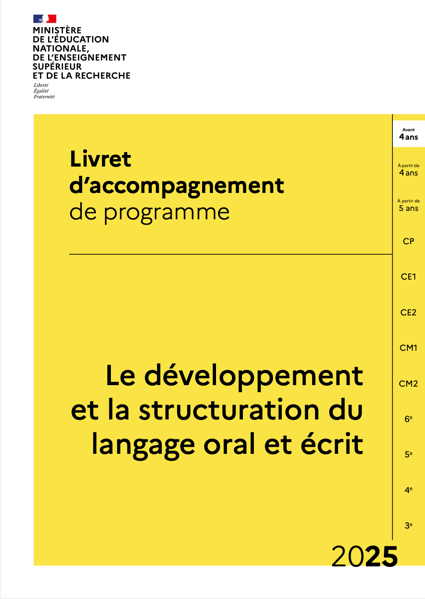 MINISTÈRE
DE L'ÉDUCATION
NATIONALE,
DE L'ENSEIGNEMENT
SUPÉRIEUR
ET DE LA RECHERCHE
Liberté
Égalité
Fraternité
Livret
d'accompagnement
de programme
Avant
4 ans
À partir de
4 ans
À partir de
5 ans
CP
CE1
CE2
CM1
CM2
6e
5e
4e
3e
Le développement
et la structuration du
langage oral et écrit
2025